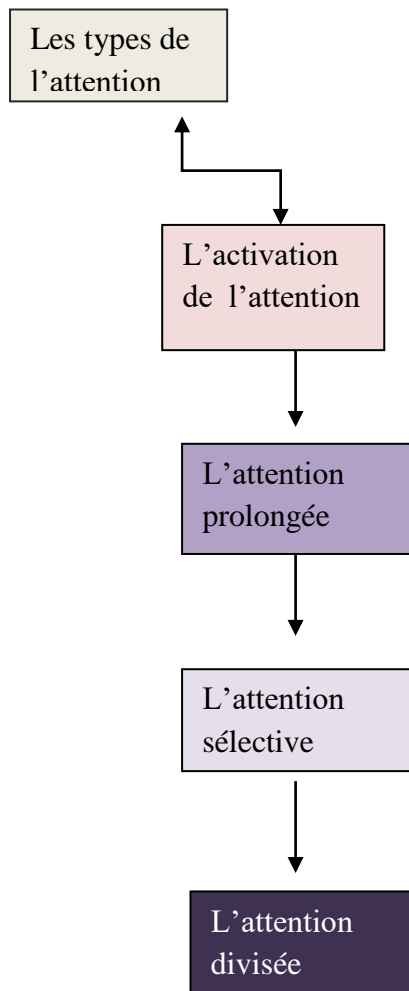 Les types de
l’attention
L’activation
de l’attention
L’attention
prolongée
L’attention
sélective
L’attention
divisée